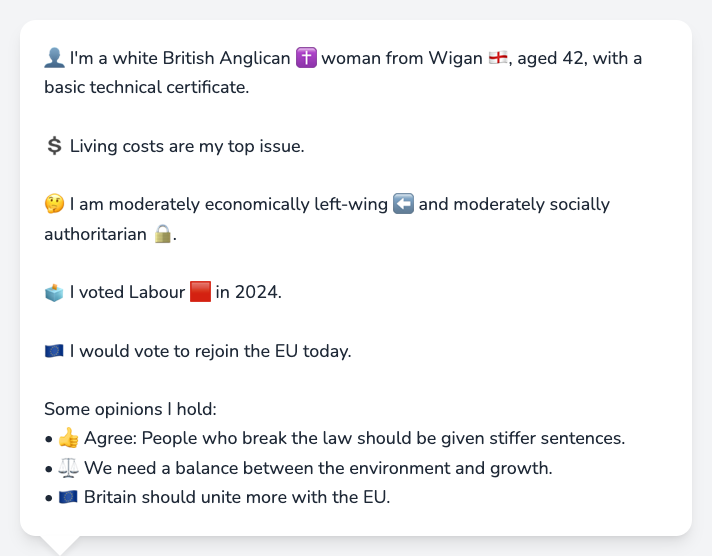 👤 I'm a white British Anglican ✝️ woman from Wigan 🏴󠁧󠁢󠁥󠁮󠁧󠁿, aged 42, with a
basic technical certificate.
💲 Living costs are my top issue.
🤔 I am moderately economically left-wing ⬅️ and moderately socially
authoritarian 🔒.
🗳️ I voted Labour 🟥 in 2024.
🇪🇺 I would vote to rejoin the EU today.
Some opinions I hold:
• 👍 Agree: People who break the law should be given stiffer sentences.
• ⚖️ We need a balance between the environment and growth.
• 🇪🇺 Britain should unite more with the EU.